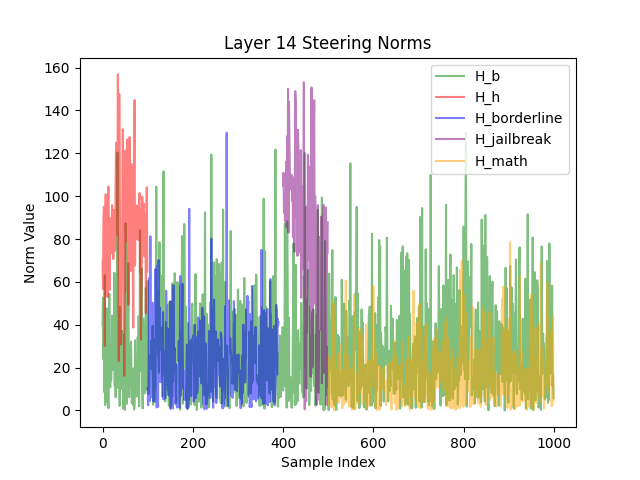 Layer 14 Steering Norms
160
140
120
100
80
60
40
20
0
Norm Value
0
200
400
600
800
1000
Sample Index
H_b
H_h
H_borderline
H_jailbreak
H_math